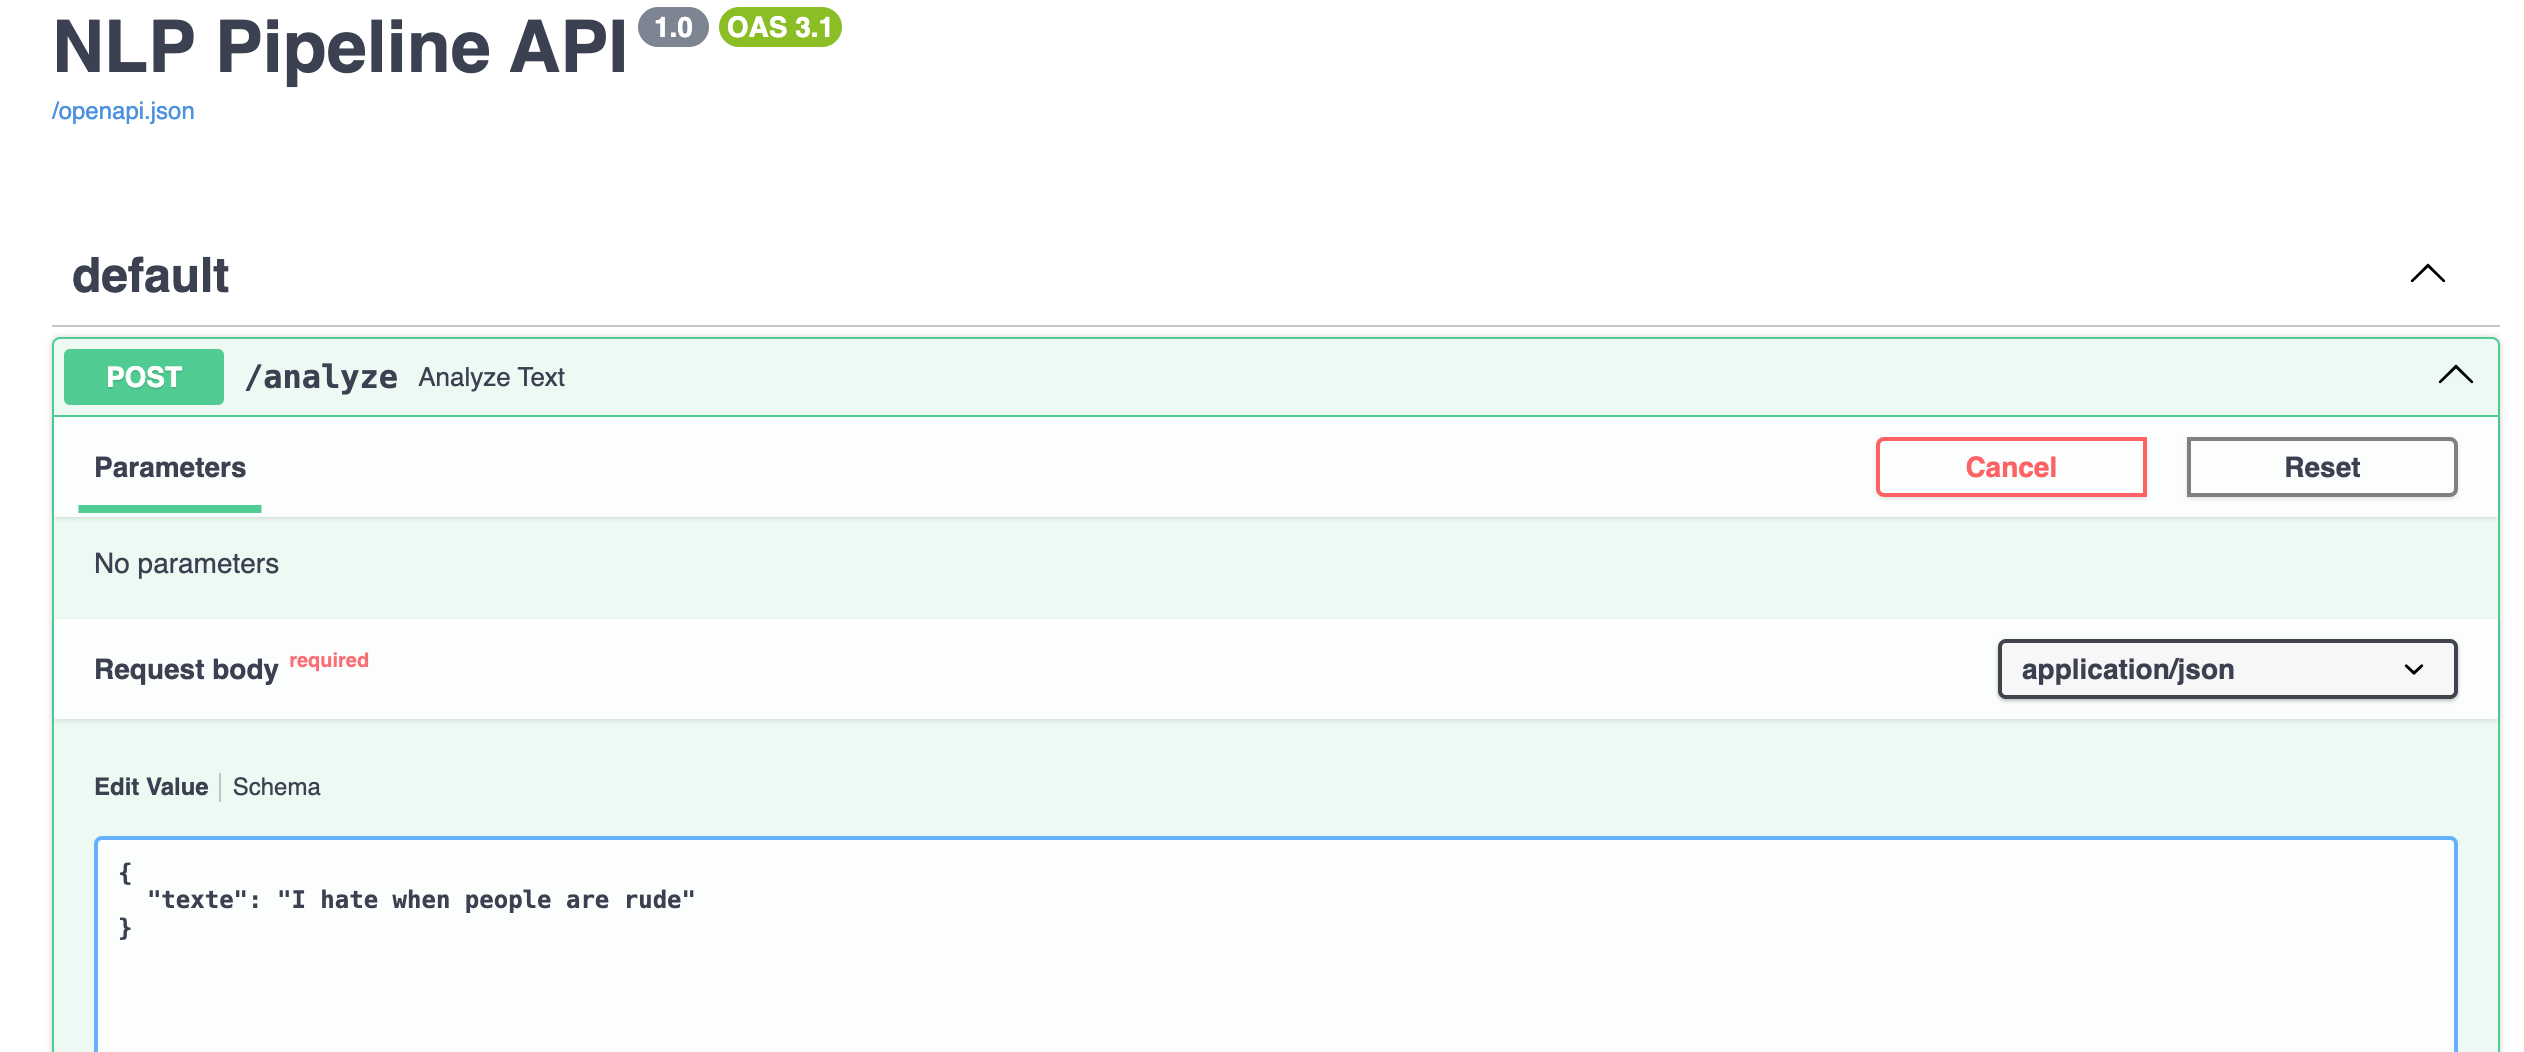 NLP Pipeline API 1.0 OAS 3.1
/openapi.json
default
POST /analyze Analyze Text
Parameters
Cancel
Reset
No parameters
Request body required
application/json
Edit Value
Schema
{
  "texte": "I hate when people are rude"
}